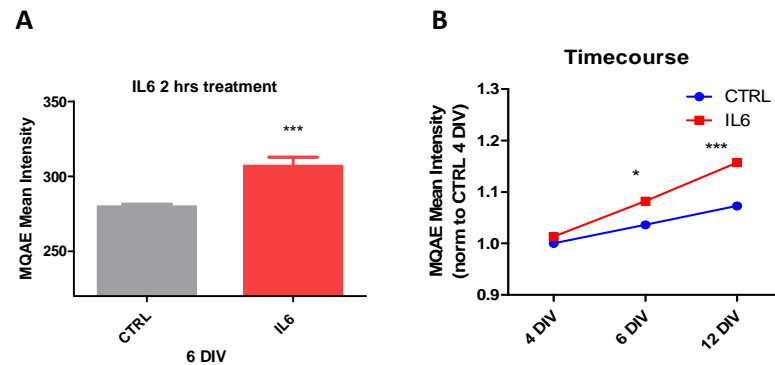 A
IL6 2 hrs treatment
MQAE Mean Intensity
350
300
250
***
CTRL
IL6
6 DIV
B
Timecourse
MQAE Mean Intensity
(norm to CTRL 4 DIV)
1.3
1.2
1.1
1.0
0.9
CTRL
IL6
*
***
4 DIV
6 DIV
12 DIV